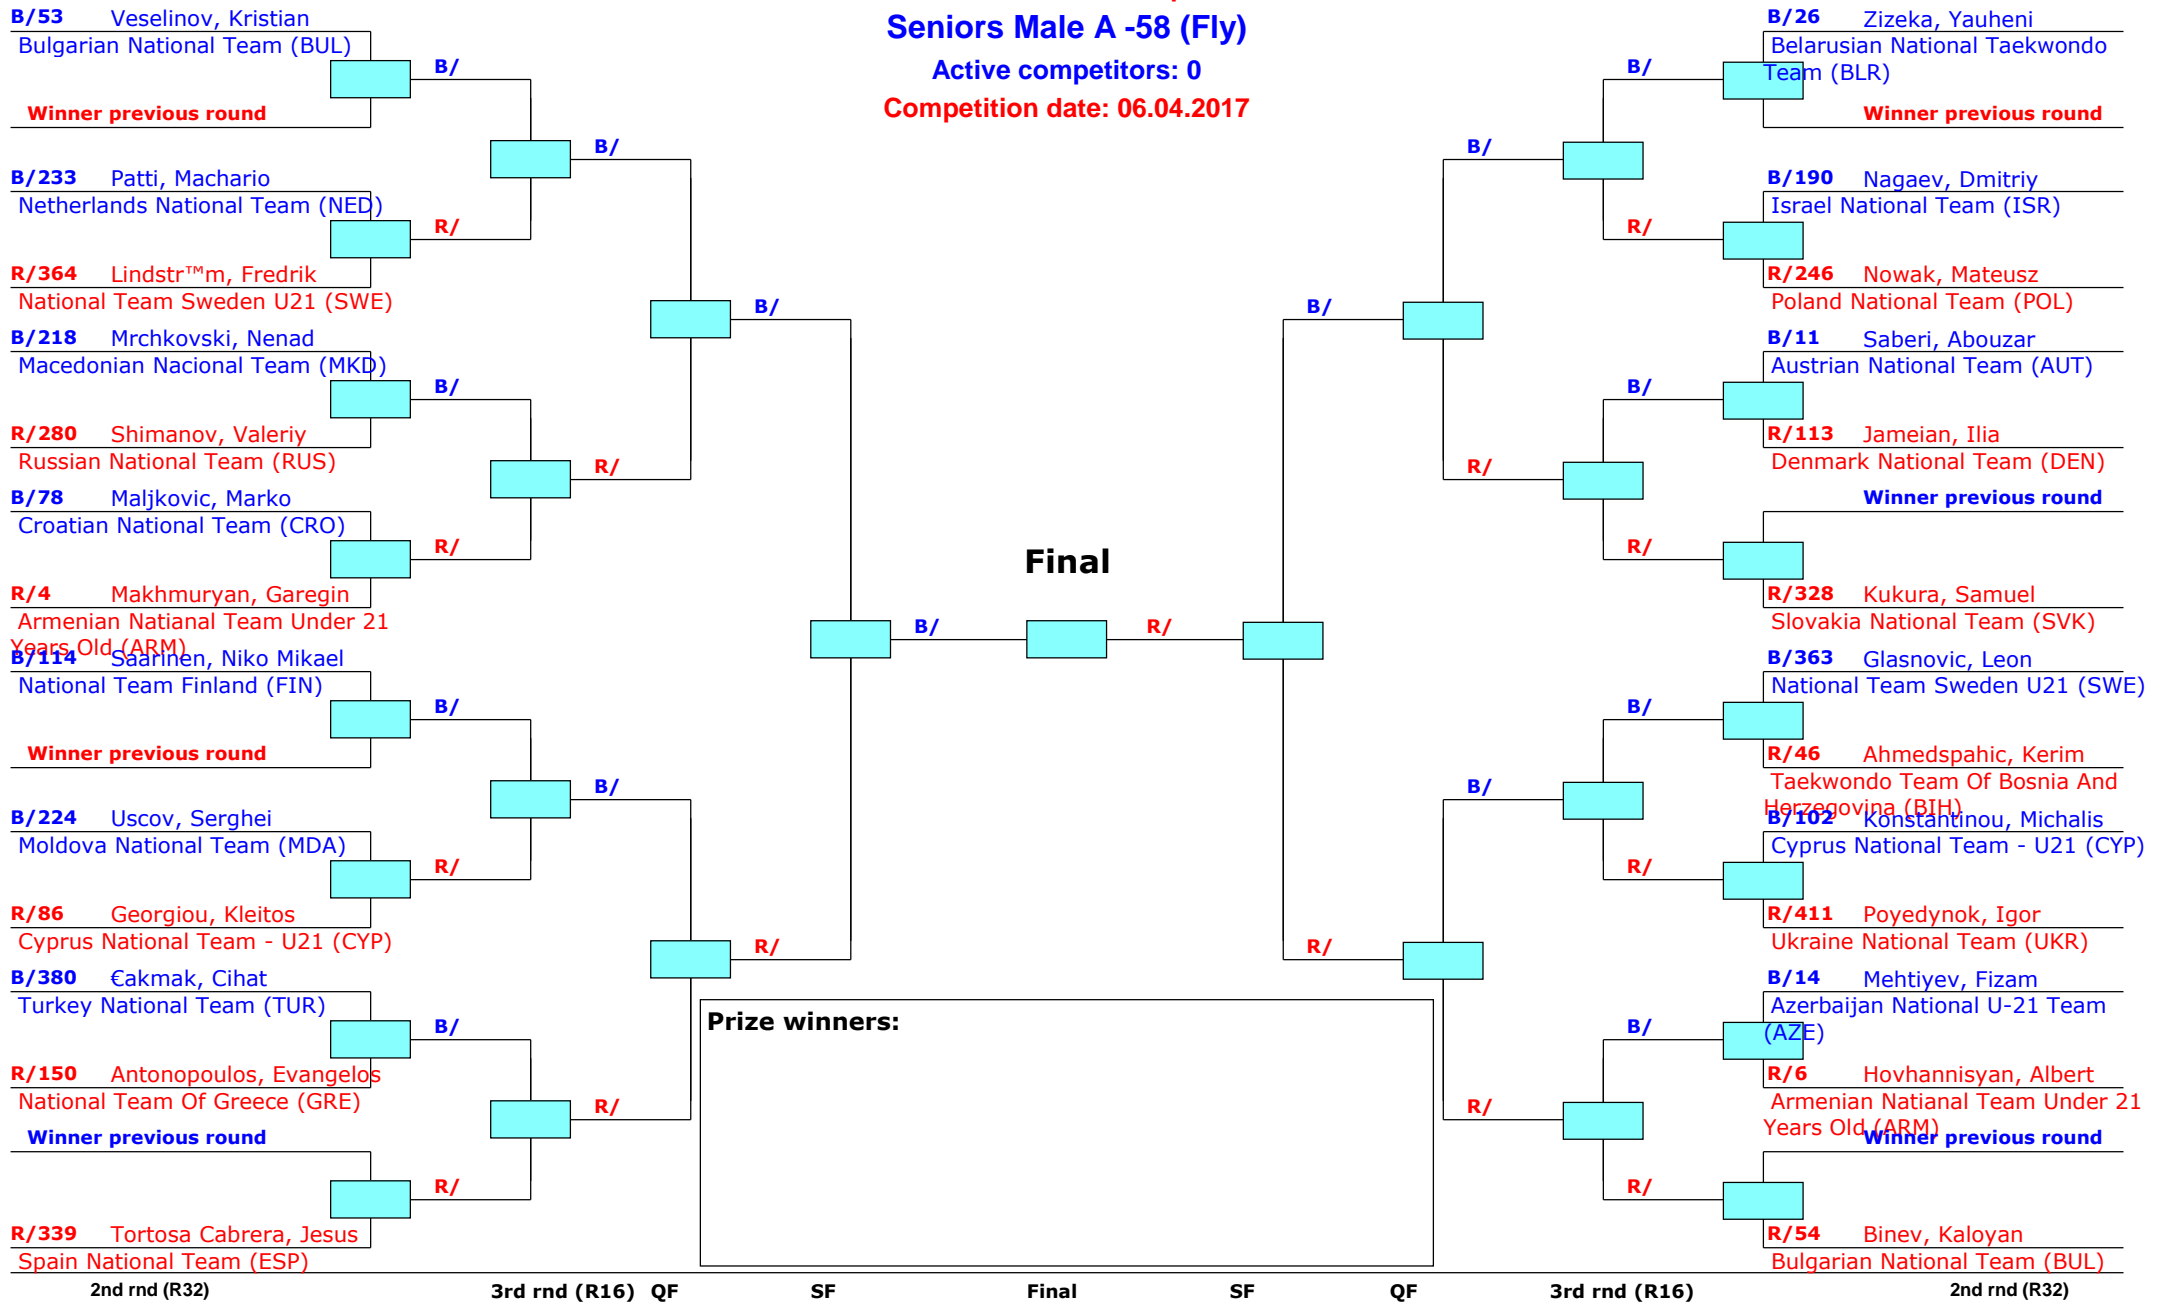 Seniors Male A -58 (Fly)
Active competitors: 0
Competition date: 06.04.2017
B/53 Veselinov, Kristian
Bulgarian National Team (BUL)
Winner previous round
B/233 Patti, Machario
Netherlands National Team (NED)
R/364 Lindstr™m, Fredrik
National Team Sweden U21 (SWE)
B/218 Mrchkovski, Nenad
Macedonian Nacional Team (MKD)
R/280 Shimanov, Valeriy
Russian National Team (RUS)
B/78 Maljkovic, Marko
Croatian National Team (CRO)
R/4 Makhmuryan, Garegin
Armenian Natianal Team Under 21
Years Old (ARM)
B/114 Saarinen, Niko Mikael
National Team Finland (FIN)
Winner previous round
B/224 Uscov, Serghei
Moldova National Team (MDA)
R/86 Georgiou, Kleitos
Cyprus National Team - U21 (CYP)
B/380 €akmak, Cihat
Turkey National Team (TUR)
R/150 Antonopoulos, Evangelos
National Team Of Greece (GRE)
Winner previous round
R/339 Tortosa Cabrera, Jesus
Spain National Team (ESP)
B/
R/
B/
R/
B/
R/
B/
R/
B/
R/
B/
R/
B/
R/
Final
B/
R/
Prize winners:
B/
R/
B/
R/
B/
R/
B/
R/
B/
R/
B/
R/
B/
R/
B/26 Zizeka, Yauheni
Belarusian National Taekwondo
Team (BLR)
Winner previous round
B/190 Nagaev, Dmitriy
Israel National Team (ISR)
R/246 Nowak, Mateusz
Poland National Team (POL)
B/11 Saberi, Abouzar
Austrian National Team (AUT)
R/113 Jameian, Ilia
Denmark National Team (DEN)
Winner previous round
R/328 Kukura, Samuel
Slovakia National Team (SVK)
B/363 Glasnovic, Leon
National Team Sweden U21 (SWE)
R/46 Ahmedspahic, Kerim
Taekwondo Team Of Bosnia And
Herzegovina (BIH)
B/102 Konstantinou, Michalis
Cyprus National Team - U21 (CYP)
R/411 Poyedynok, Igor
Ukraine National Team (UKR)
B/14 Mehtiyev, Fizam
Azerbaijan National U-21 Team
(AZE)
R/6 Hovhannisyan, Albert
Armenian Natianal Team Under 21
Years Old (ARM)
Winner previous round
R/54 Binev, Kaloyan
Bulgarian National Team (BUL)
2nd rnd (R32) 3rd rnd (R16) QF SF Final SF QF 3rd rnd (R16) 2nd rnd (R32)